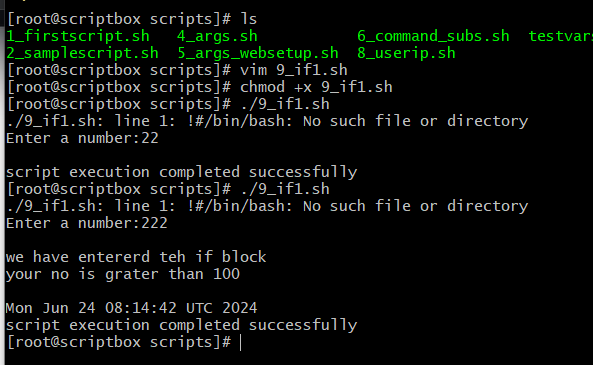 [root@scriptbox scripts]# ls
1_firstscript.sh 4_args.sh 6_command_subs.sh testvars
2_samplescript.sh 5_args_websetup.sh 8_userip.sh
[root@scriptbox scripts]# vim 9_if1.sh
[root@scriptbox scripts]# chmod +x 9_if1.sh
[root@scriptbox scripts]# ./9_if1.sh
./9_if1.sh: line 1: !#/bin/bash: No such file or directory
Enter a number:22
script execution completed successfully
[root@scriptbox scripts]# ./9_if1.sh
./9_if1.sh: line 1: !#/bin/bash: No such file or directory
Enter a number:222
we have entererd teh if block
your no is grater than 100
Mon Jun 24 08:14:42 UTC 2024
script execution completed successfully
[root@scriptbox scripts]#